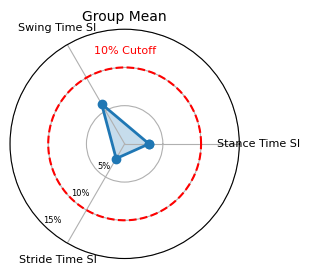 Group Mean
Swing Time SI
10% Cutoff
Stance Time SI
5%
10%
15%
Stride Time SI